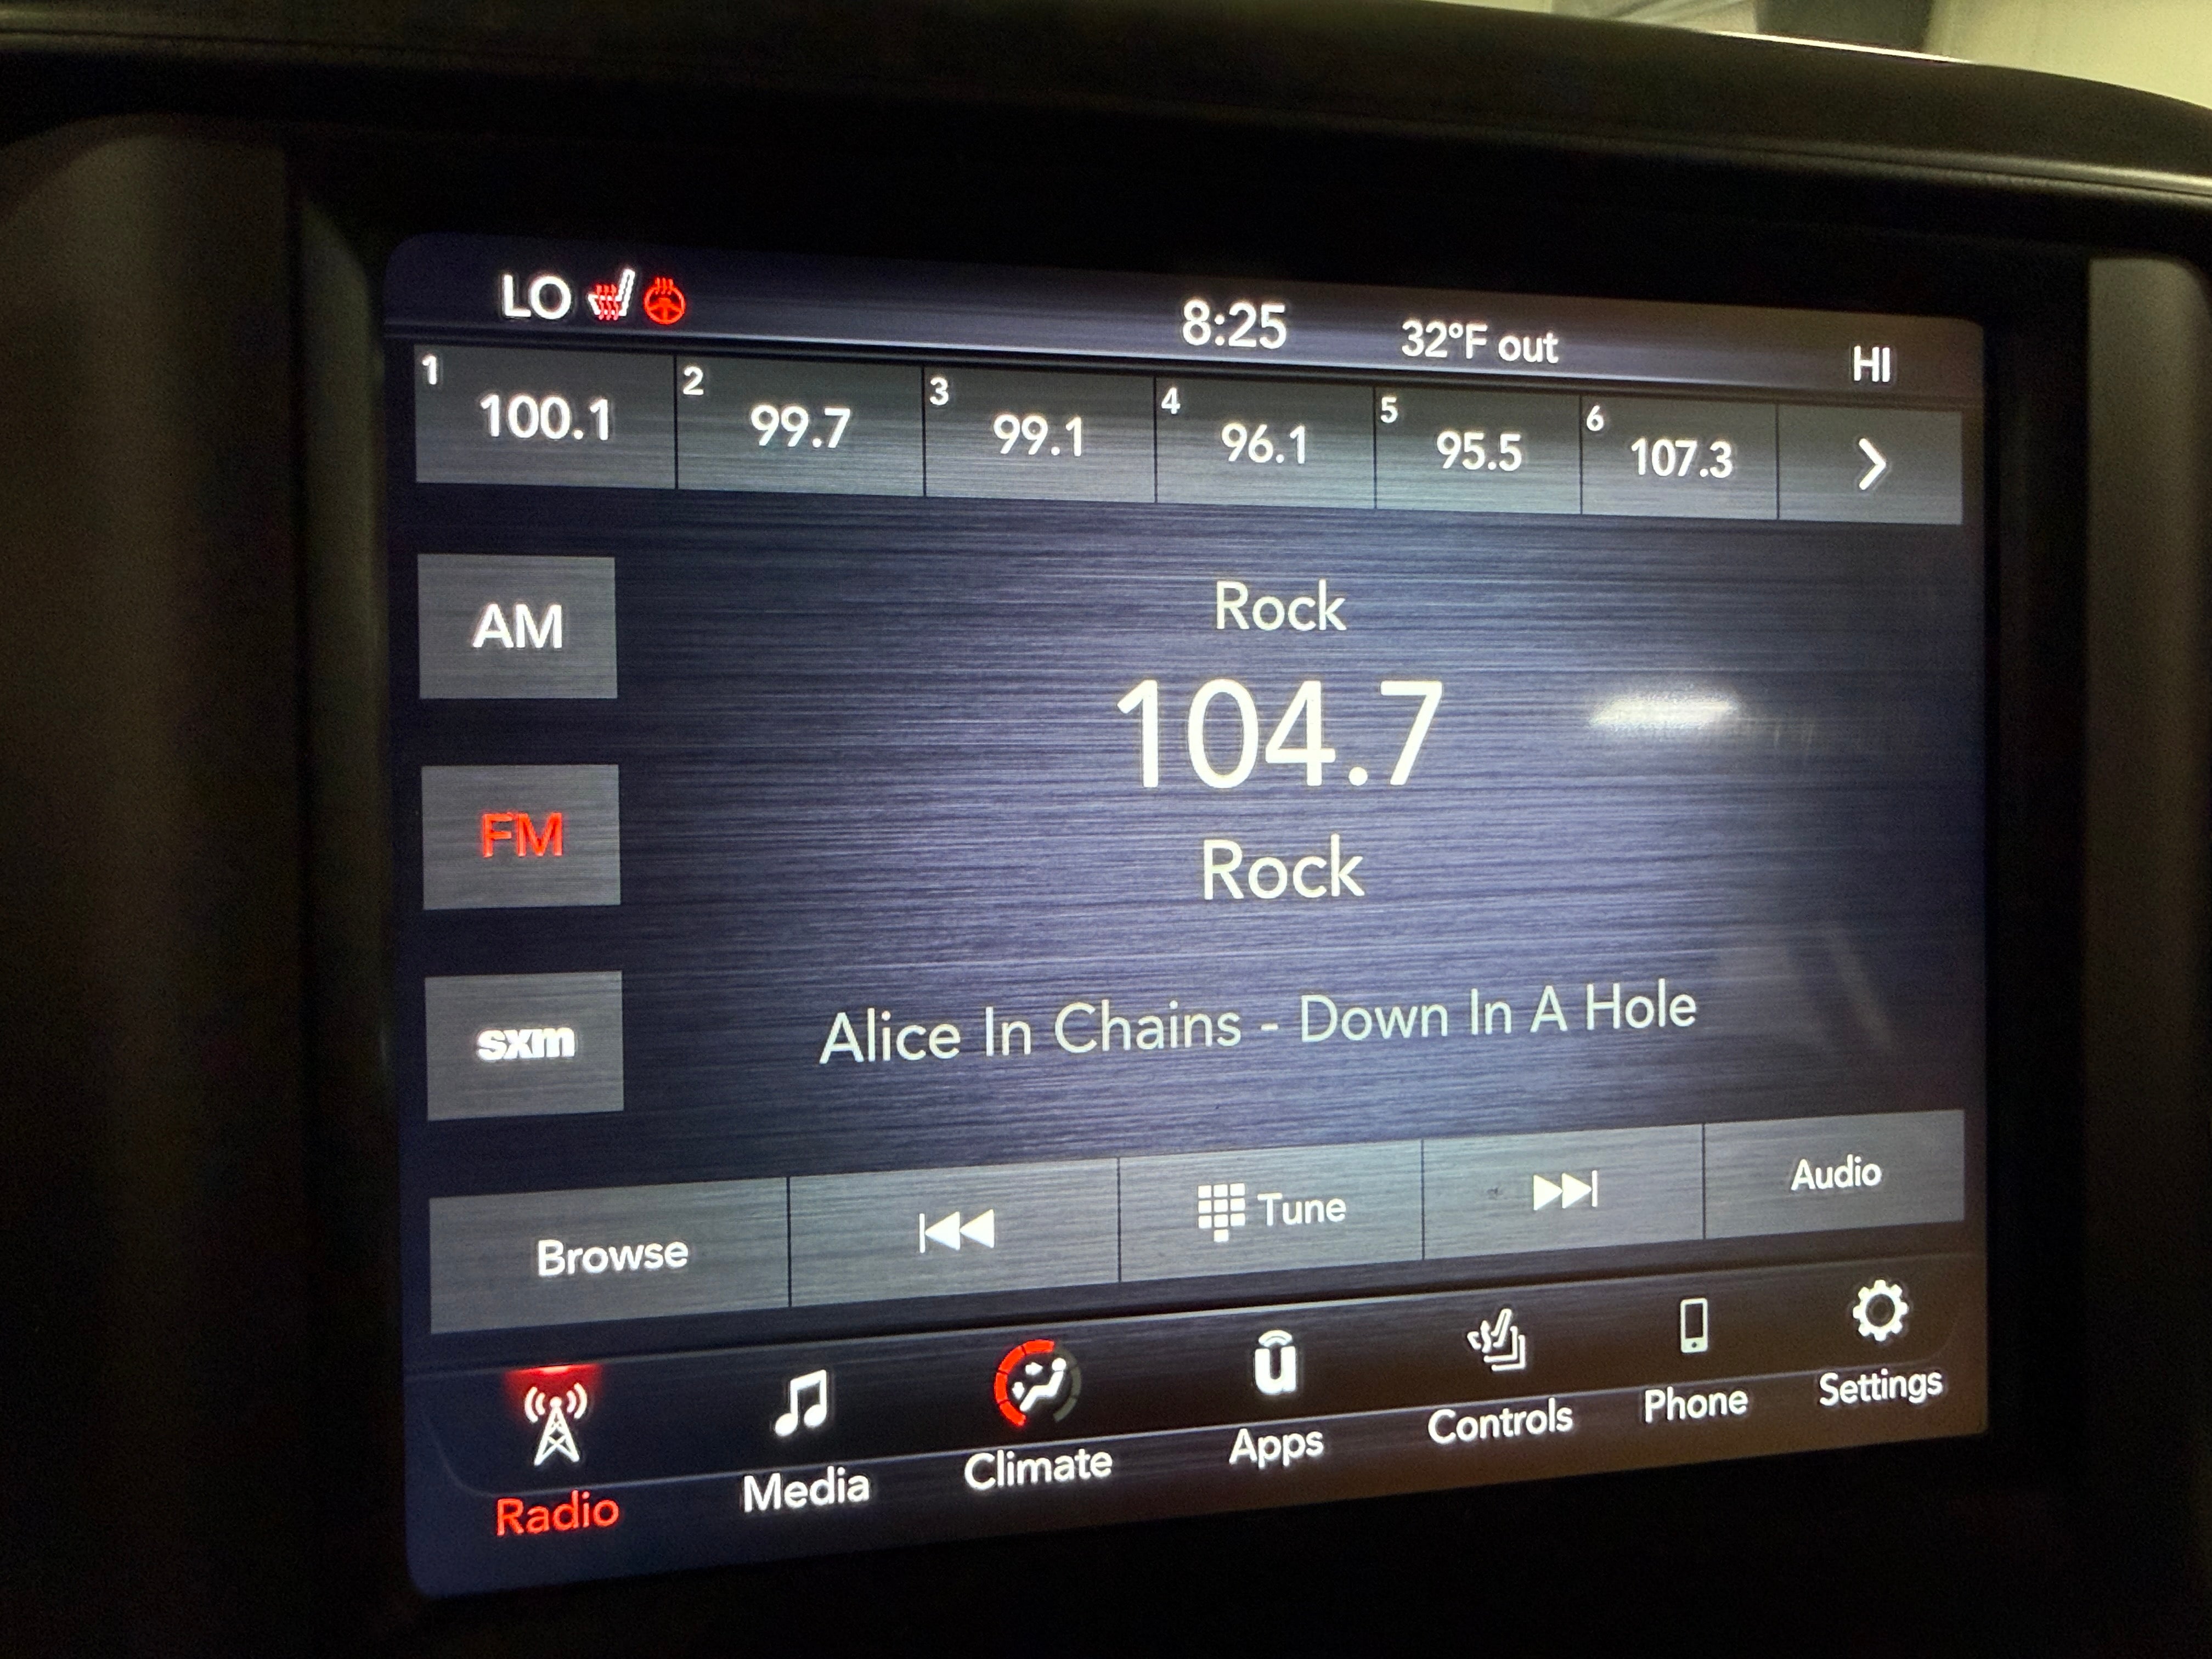 LO 8:25 32°F out HI
1 100.1 2 99.7 3 99.1 4 96.1 5 95.5 6 107.3
AM
FM
sxm
Rock
104.7
Rock
Alice In Chains - Down In A Hole
Browse Tune Audio
u
Radio Media Climate Apps Controls Phone Settings